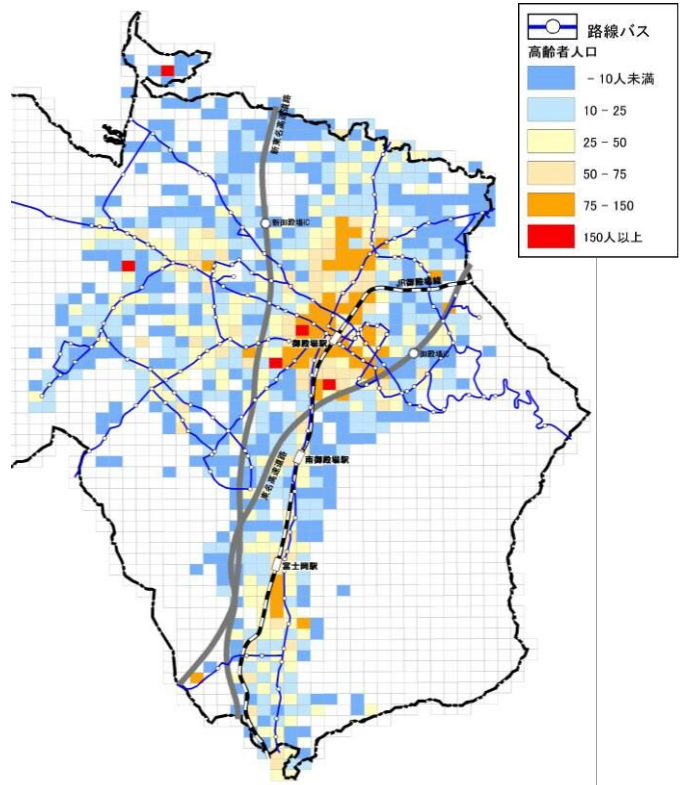 路線バス
高齢者人口
- 10人未満
10 - 25
25 - 50
50 - 75
75 - 150
150人以上
新東名高速道路
新御殿場IC
JR御殿場線
御殿場駅
御殿場IC
東名高速道路
南御殿場駅
富士岡駅